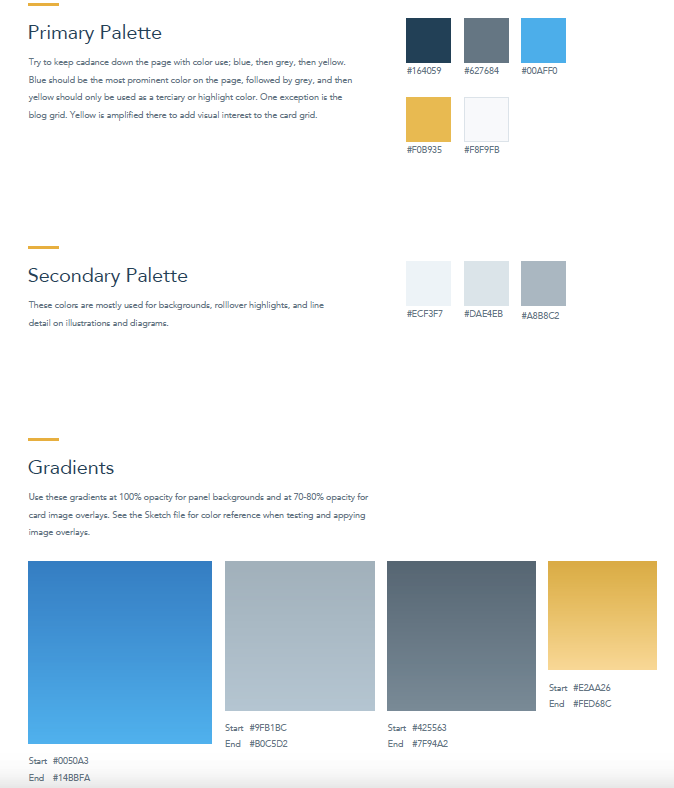 Primary Palette
Try to keep cadance down the page with color use; blue, then grey, then yellow.
Blue should be the most prominent color on the page, followed by grey, and then
yellow should only be used as a terciary or highlight color. One exception is the
blog grid. Yellow is amplified there to add visual interest to the card grid.
#164059
#627684
#00AFF0
#F0B935
#F8F9FB
Secondary Palette
These colors are mostly used for backgrounds, rolllover highlights, and line
detail on illustrations and diagrams.
#ECF3F7
#DAE4EB
#A8B8C2
Gradients
Use these gradients at 100% opacity for panel backgrounds and at 70-80% opacity for
card image overlays. See the Sketch file for color reference when testing and appying
image overlays.
Start #0050A3
End #14BBFA
Start #9FB1BC
End #B0C5D2
Start #425563
End #7F94A2
Start #E2AA26
End #FED68C